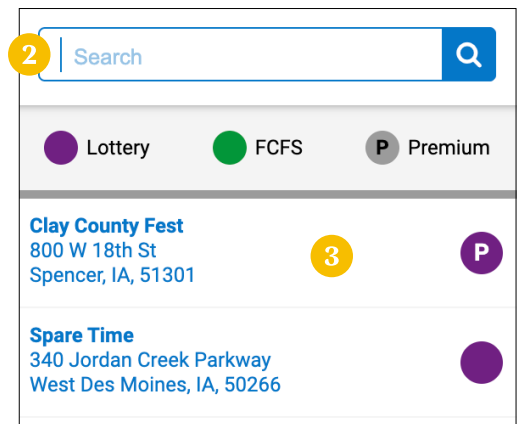 2
Search
Lottery
FCFS
P Premium
Clay County Fest
800 W 18th St
Spencer, IA, 51301
3
P
Spare Time
340 Jordan Creek Parkway
West Des Moines, IA, 50266